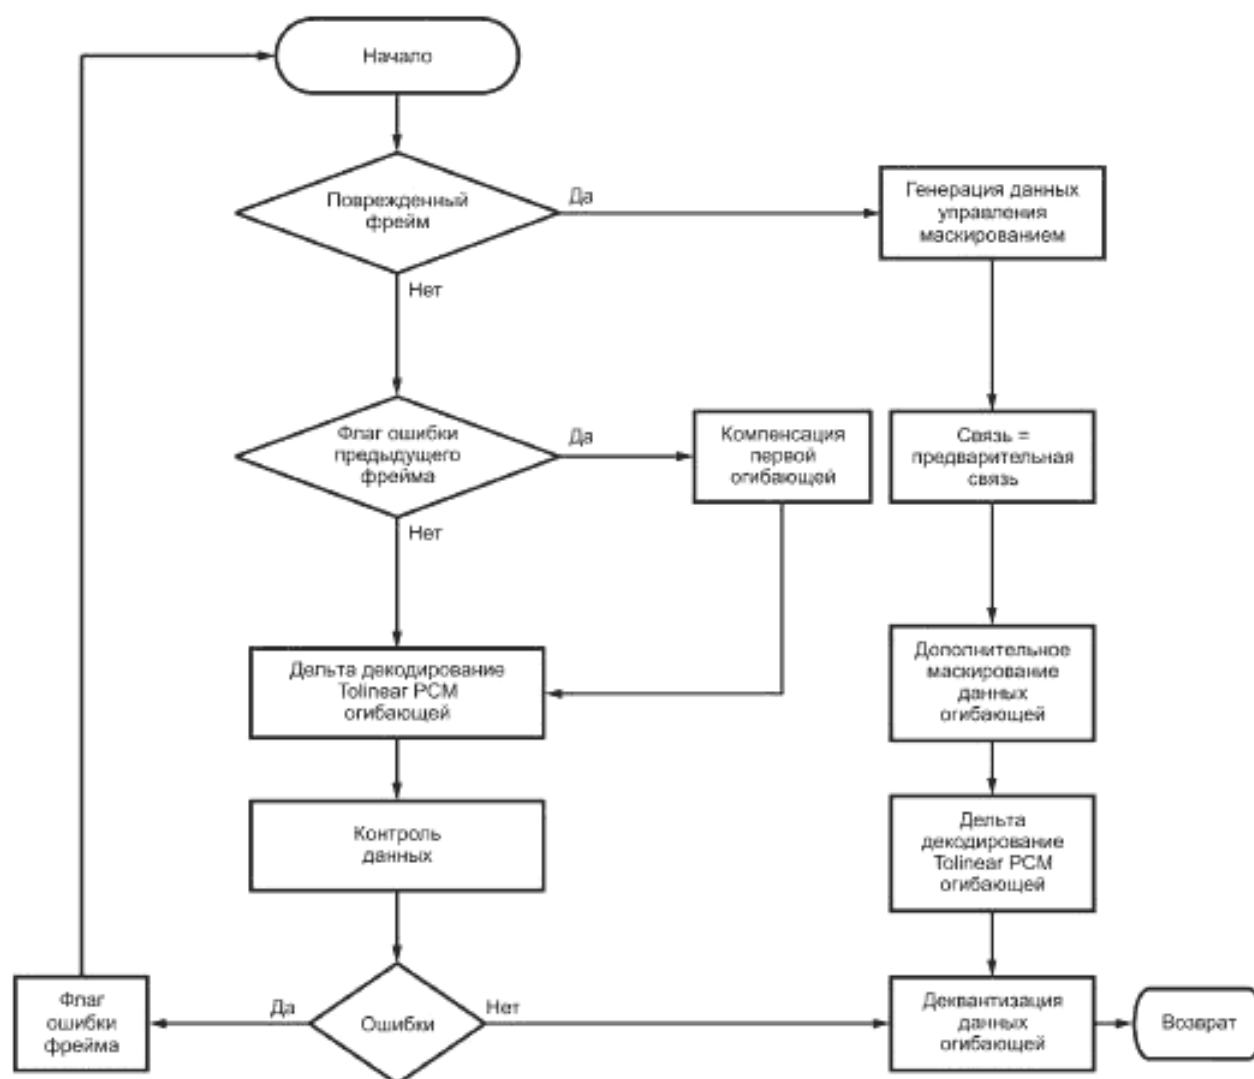 Начало
Поврежденный
фрейм
Да
Генерация данных
управления
маскированием
Нет
Флаг ошибки
предыдущего
фрейма
Да
Компенсация
первой
огибающей
Связь =
предварительная
связь
Нет
Дельта декодирование
Tolinear PCM
огибающей
Дополнительное
маскирование
данных
огибающей
Контроль
данных
Дельта
декодирование
Tolinear PCM
огибающей
Флаг
ошибки
фрейма
Да
Ошибки
Нет
Деквантизация
данных
огибающей
Возврат